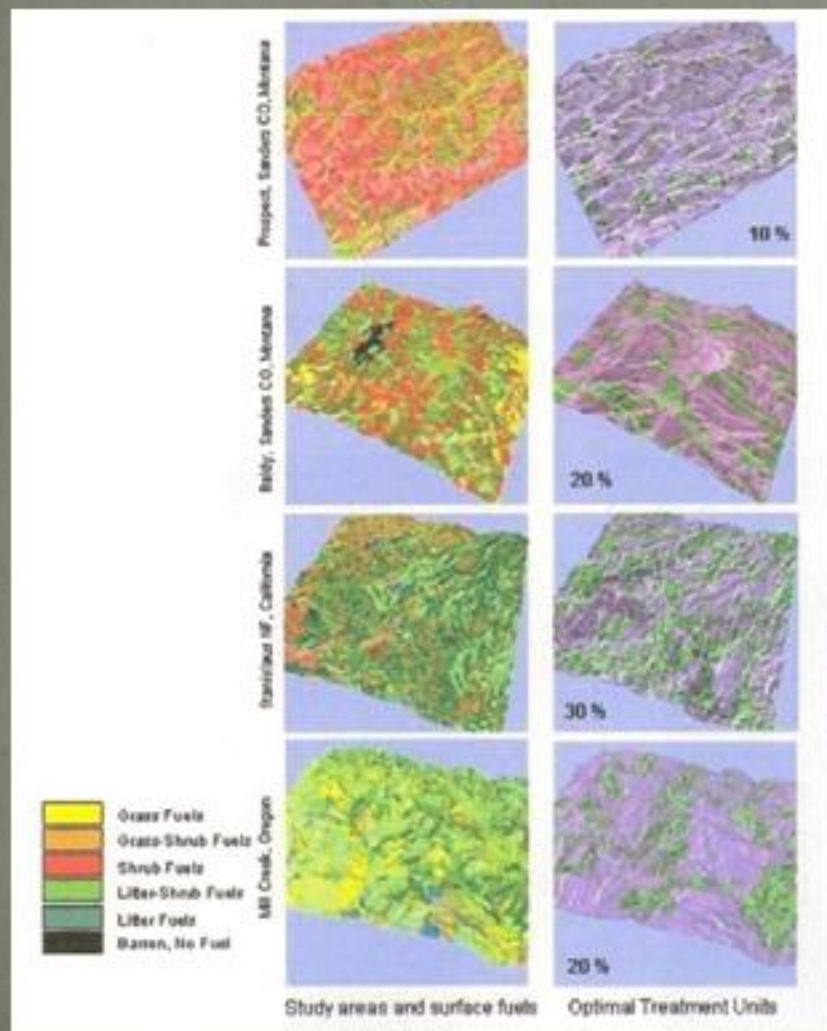 Prospect, Sanders CO, Montana
10 %
Baldy, Sanders CO, Montana
20 %
Stanislaus NF, California
30 %
Mill Creek, Oregon
20 %
Grass Fuels
Grass-Shrub Fuels
Shrub Fuels
Litter-Shrub Fuels
Litter Fuels
Barren, No Fuel
Study areas and surface fuels
Optimal Treatment Units